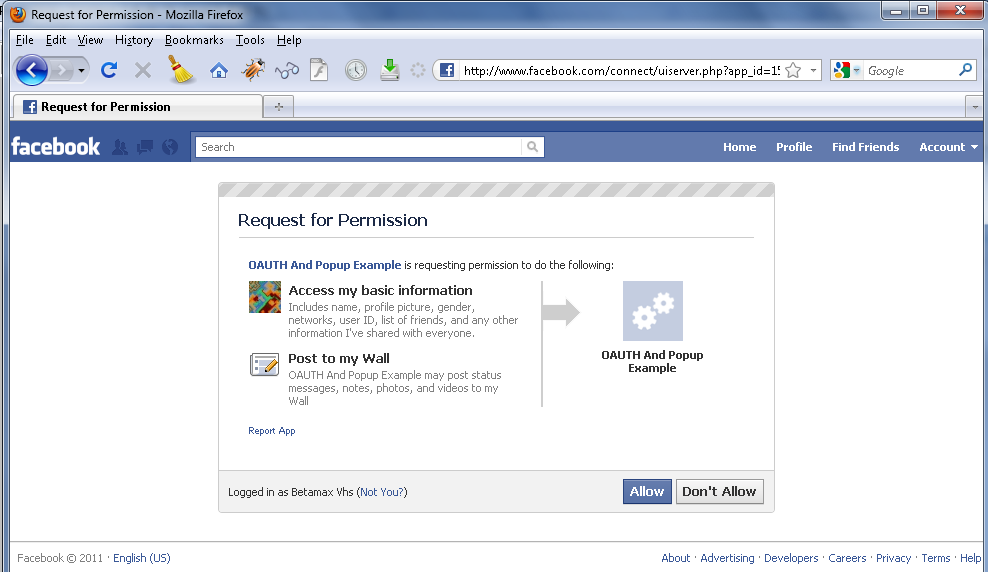 Request for Permission - Mozilla Firefox
File Edit View History Bookmarks Tools Help
http://www.facebook.com/connect/uiserver.php?app_id=15
Google
Request for Permission
facebook
Search
Home Profile Find Friends Account
Request for Permission
OAUTH And Popup Example is requesting permission to do the following:
Access my basic information
Includes name, profile picture, gender,
networks, user ID, list of friends, and any other
information I've shared with everyone.
Post to my Wall
OAUTH And Popup Example may post status
messages, notes, photos, and videos to my
Wall
OAUTH And Popup
Example
Report App
Logged in as Betamax Vhs (Not You?)
Allow Don't Allow
Facebook © 2011 · English (US)
About · Advertising · Developers · Careers · Privacy · Terms · Help